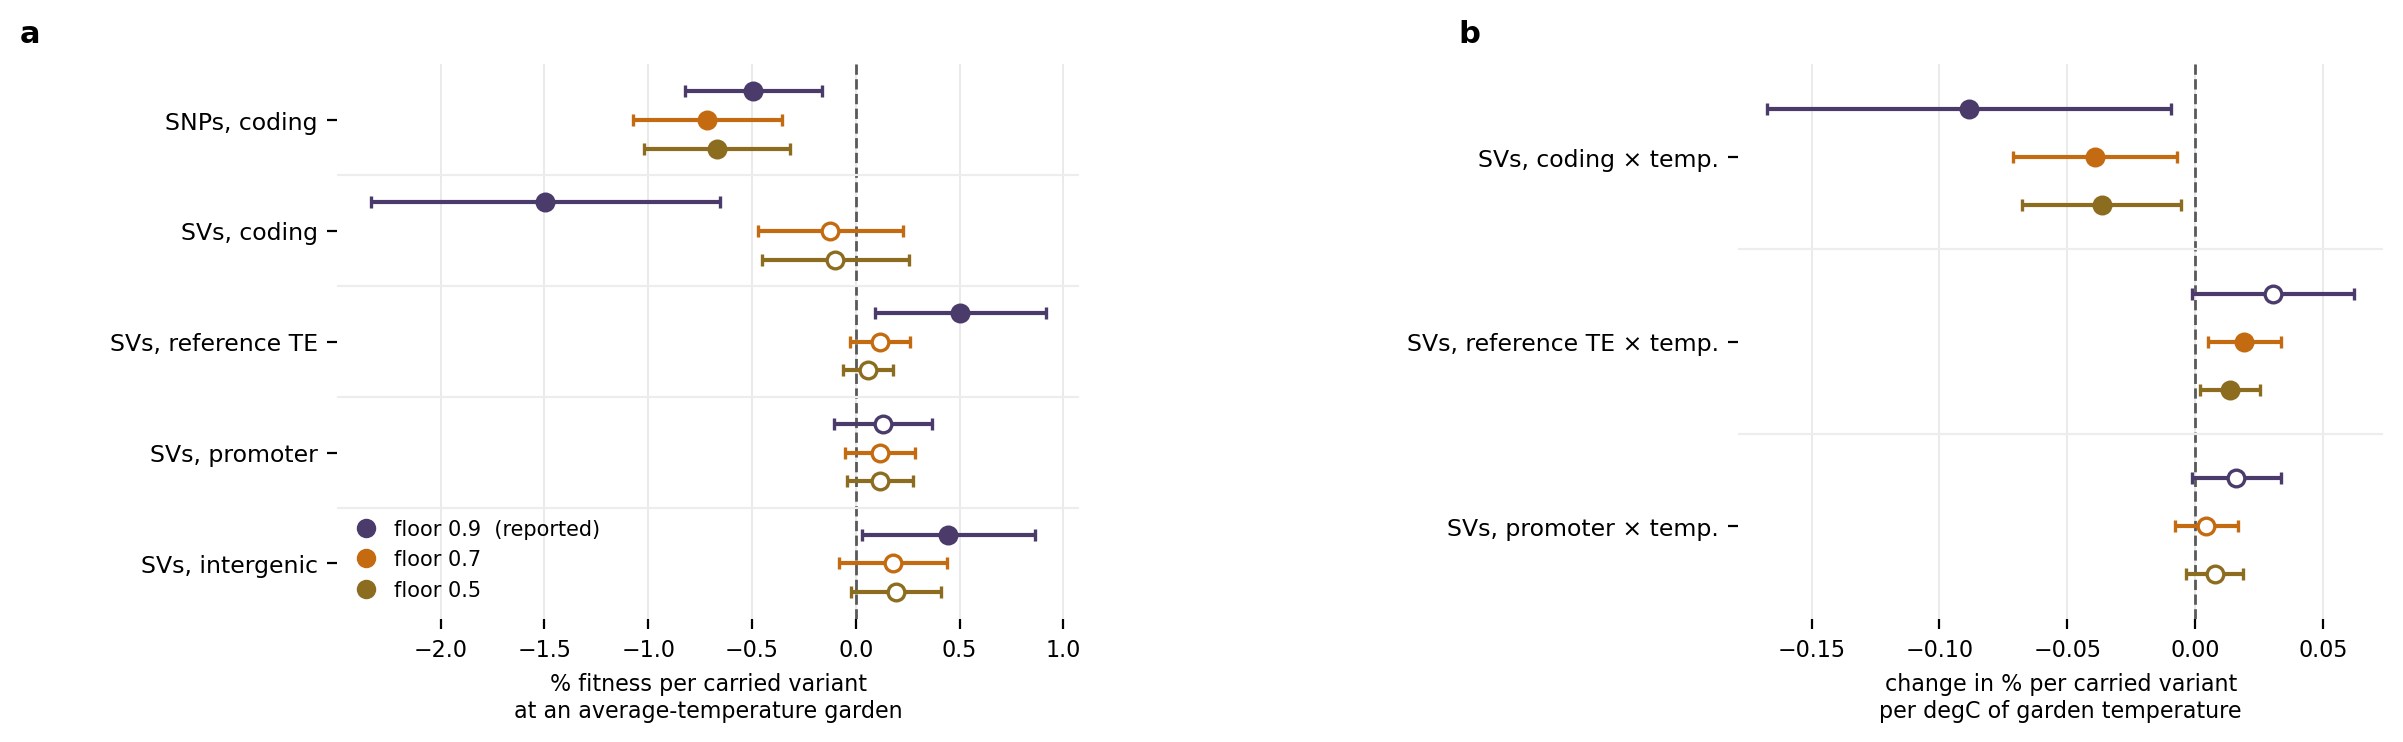 a
SNPs, coding
SVs, coding
SVs, reference TE
SVs, promoter
SVs, intergenic
floor 0.9 (reported)
floor 0.7
floor 0.5
−2.0 −1.5 −1.0 −0.5 0.0 0.5 1.0
% fitness per carried variant
at an average-temperature garden
b
SVs, coding × temp.
SVs, reference TE × temp.
SVs, promoter × temp.
−0.15 −0.10 −0.05 0.00 0.05
change in % per carried variant
per degC of garden temperature